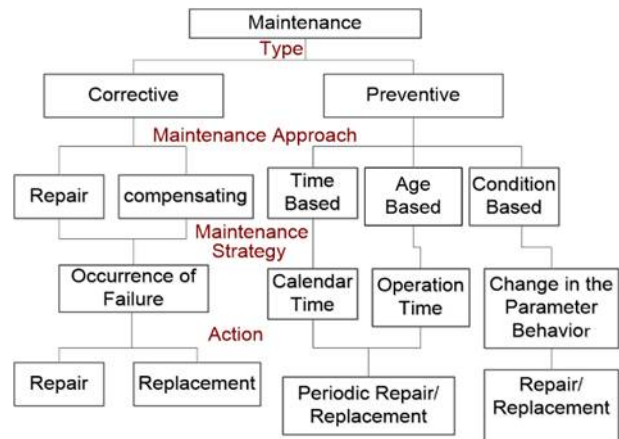 Maintenance
Type
Corrective
Preventive
Maintenance Approach
Repair
compensating
Time
Based
Age
Based
Condition
Based
Maintenance
Strategy
Occurrence of
Failure
Calendar
Time
Operation
Time
Change in the
Parameter
Behavior
Action
Repair
Replacement
Periodic Repair/
Replacement
Repair/
Replacement